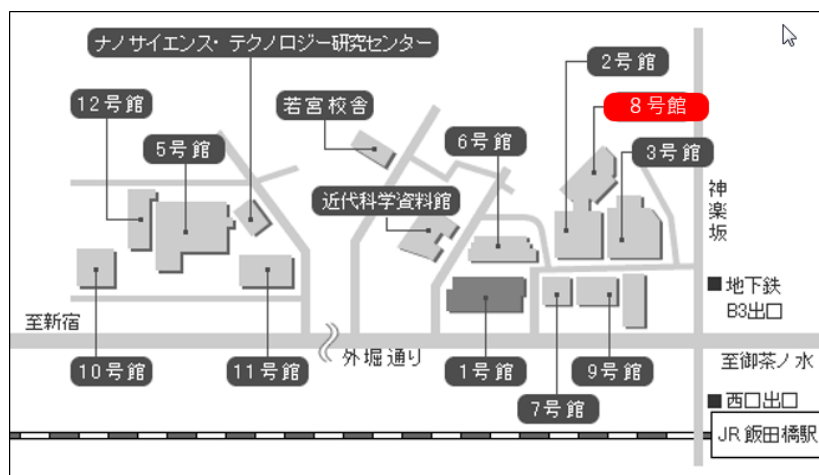 ナノサイエンス・テクノロジー研究センター
2号館
12号館
若宮校舎
8号館
6号館
5号館
3号館
近代科学資料館
神楽坂
地下鉄
B3出口
至新宿
外堀通り
至御茶ノ水
10号館
11号館
1号館
9号館
7号館
西口出口
JR飯田橋駅